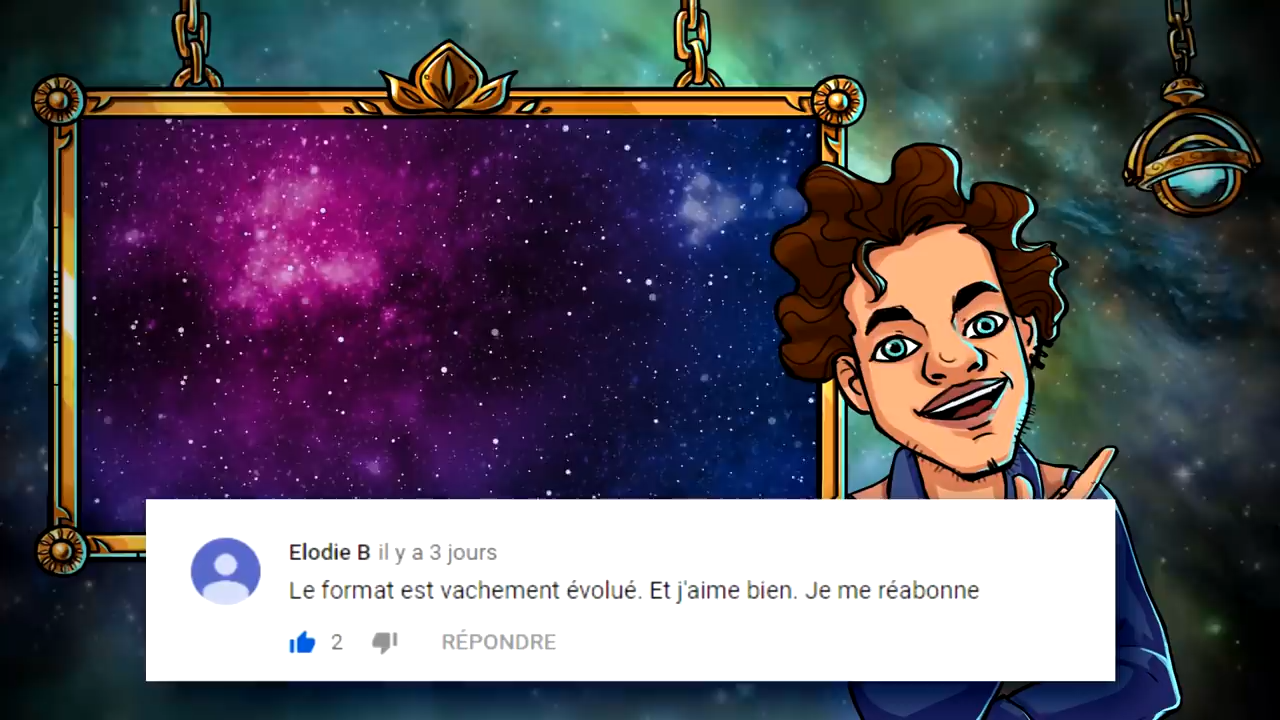 Elodie B il y a 3 jours
Le format est vachement évolué. Et j'aime bien. Je me réabonne
2 RÉPONDRE